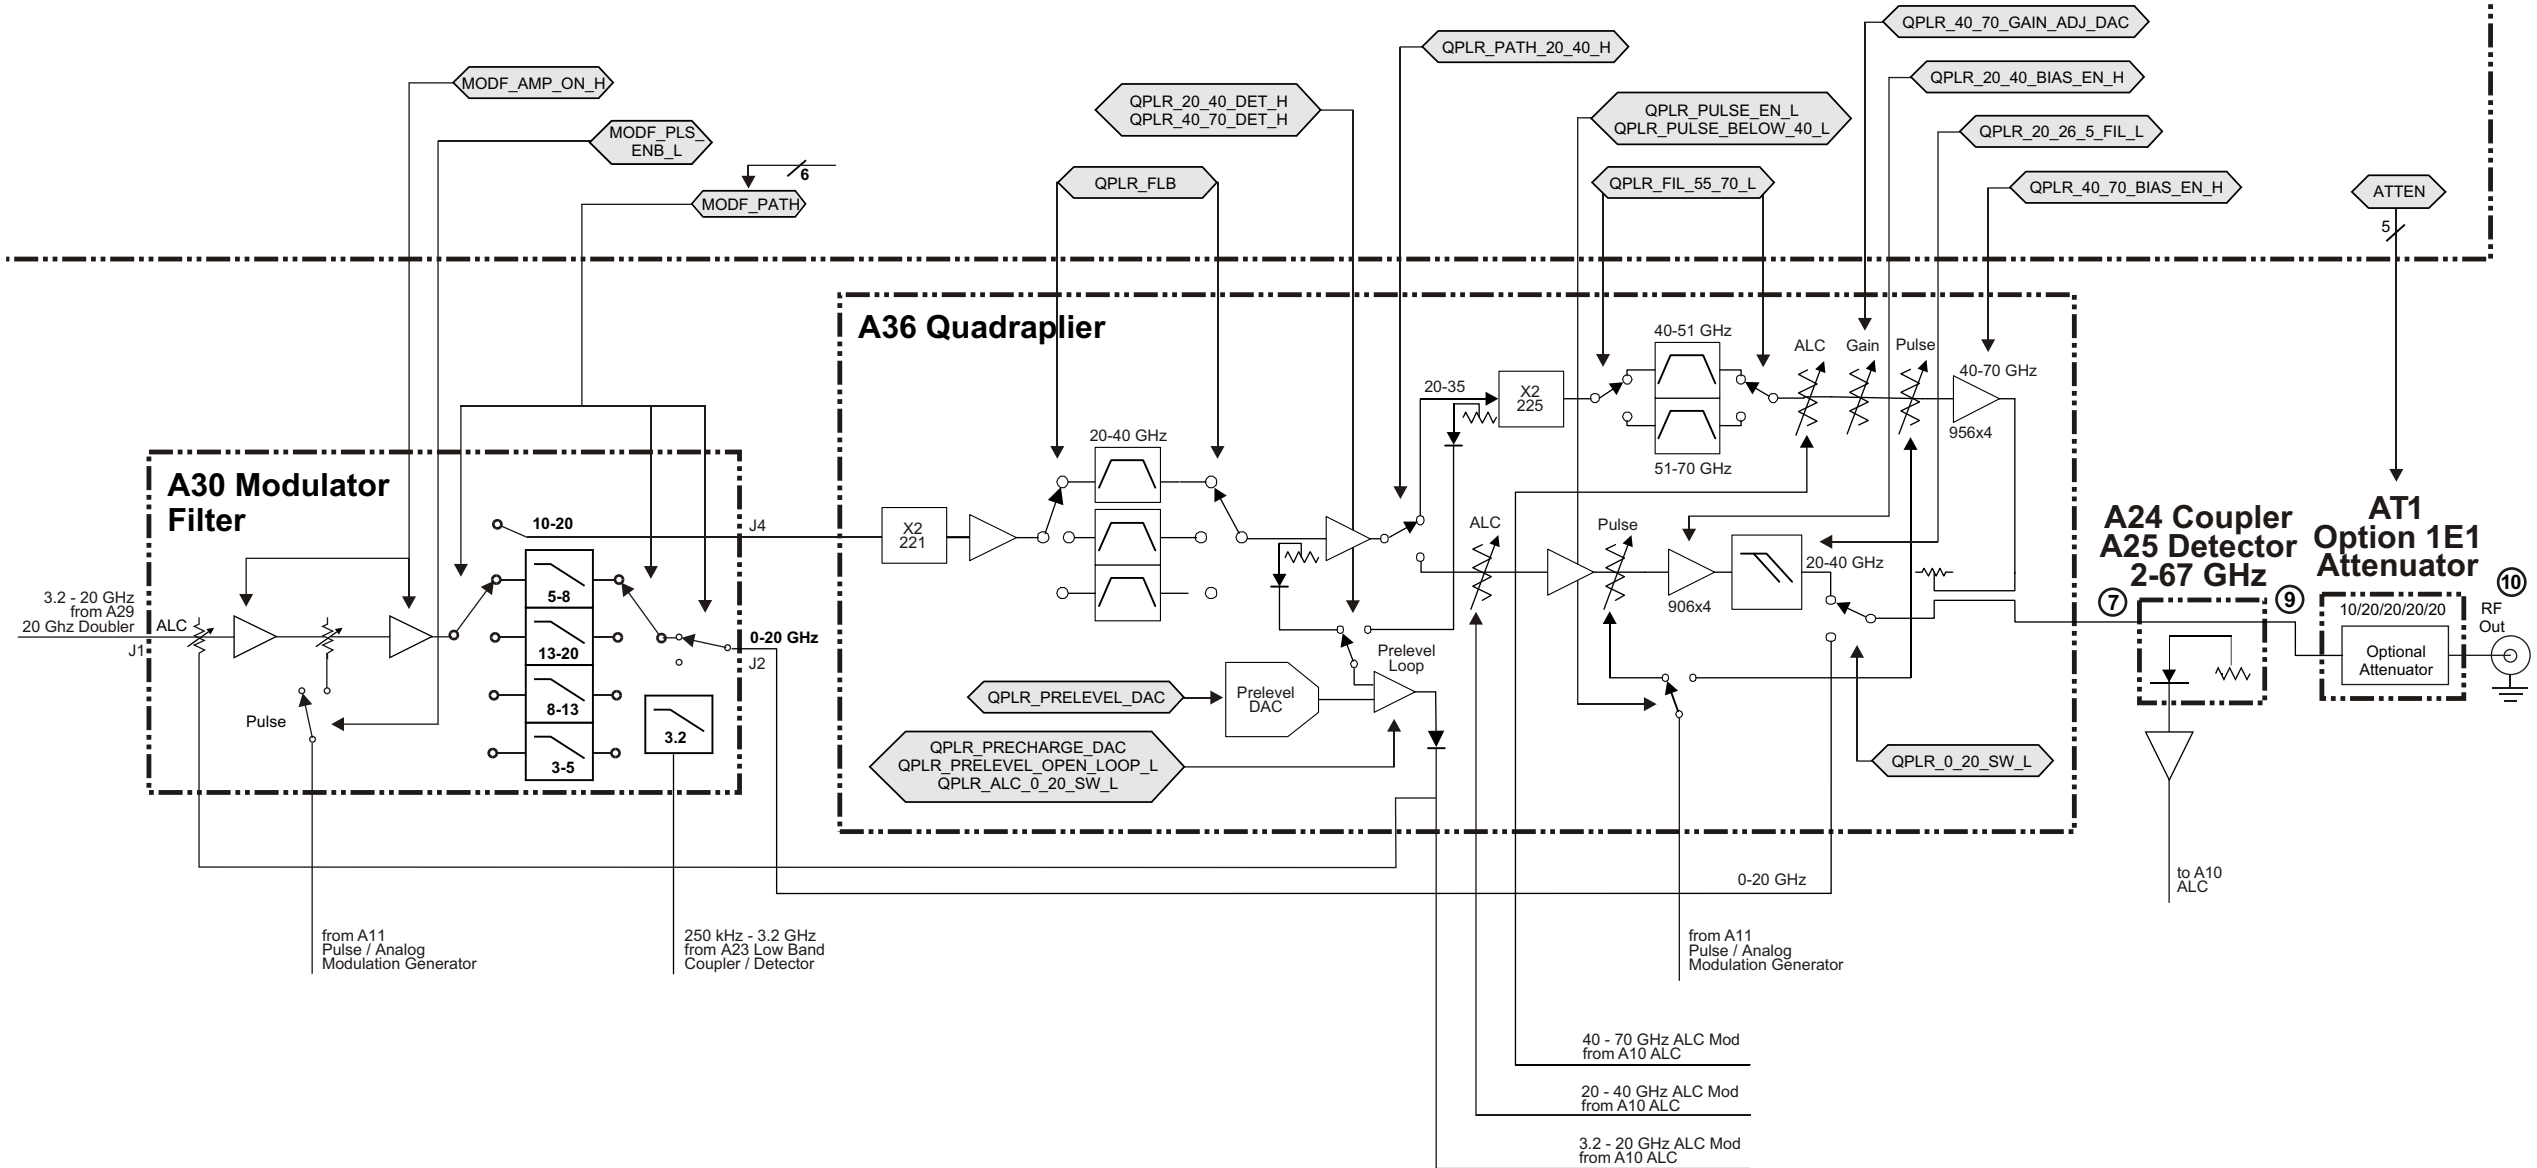 QPLR_40_70_GAIN_ADJ_DAC
QPLR_PATH_20_40_H
QPLR_20_40_BIAS_EN_H
MODF_AMP_ON_H
QPLR_20_40_DET_H
QPLR_40_70_DET_H
QPLR_PULSE_EN_L
QPLR_PULSE_BELOW_40_L
QPLR_20_26_5_FIL_L
MODF_PLS_
ENB_L
6
QPLR_FLB
QPLR_FIL_55_70_L
QPLR_40_70_BIAS_EN_H
ATTEN
MODF_PATH
5
A36 Quadraplier
40-51 GHz
ALC
Gain
Pulse
40-70 GHz
20-35
X2
225
956x4
51-70 GHz
20-40 GHz
A30 Modulator
Filter
10-20
J4
X2
221
ALC
Pulse
906x4
20-40 GHz
A24 Coupler
A25 Detector
2-67 GHz
AT1
Option 1E1
Attenuator
7
9
10
10/20/20/20/20
RF
Out
Optional
Attenuator
3.2 - 20 GHz
from A29
20 Ghz Doubler
J1
ALC
5-8
13-20
8-13
3-5
3.2
0-20 GHz
J2
Pulse
Prelevel
Loop
QPLR_PRELEVEL_DAC
Prelevel
DAC
QPLR_PRECHARGE_DAC
QPLR_PRELEVEL_OPEN_LOOP_L
QPLR_ALC_0_20_SW_L
QPLR_0_20_SW_L
0-20 GHz
to A10
ALC
from A11
Pulse / Analog
Modulation Generator
250 kHz - 3.2 GHz
from A23 Low Band
Coupler / Detector
from A11
Pulse / Analog
Modulation Generator
40 - 70 GHz ALC Mod
from A10 ALC
20 - 40 GHz ALC Mod
from A10 ALC
3.2 - 20 GHz ALC Mod
from A10 ALC